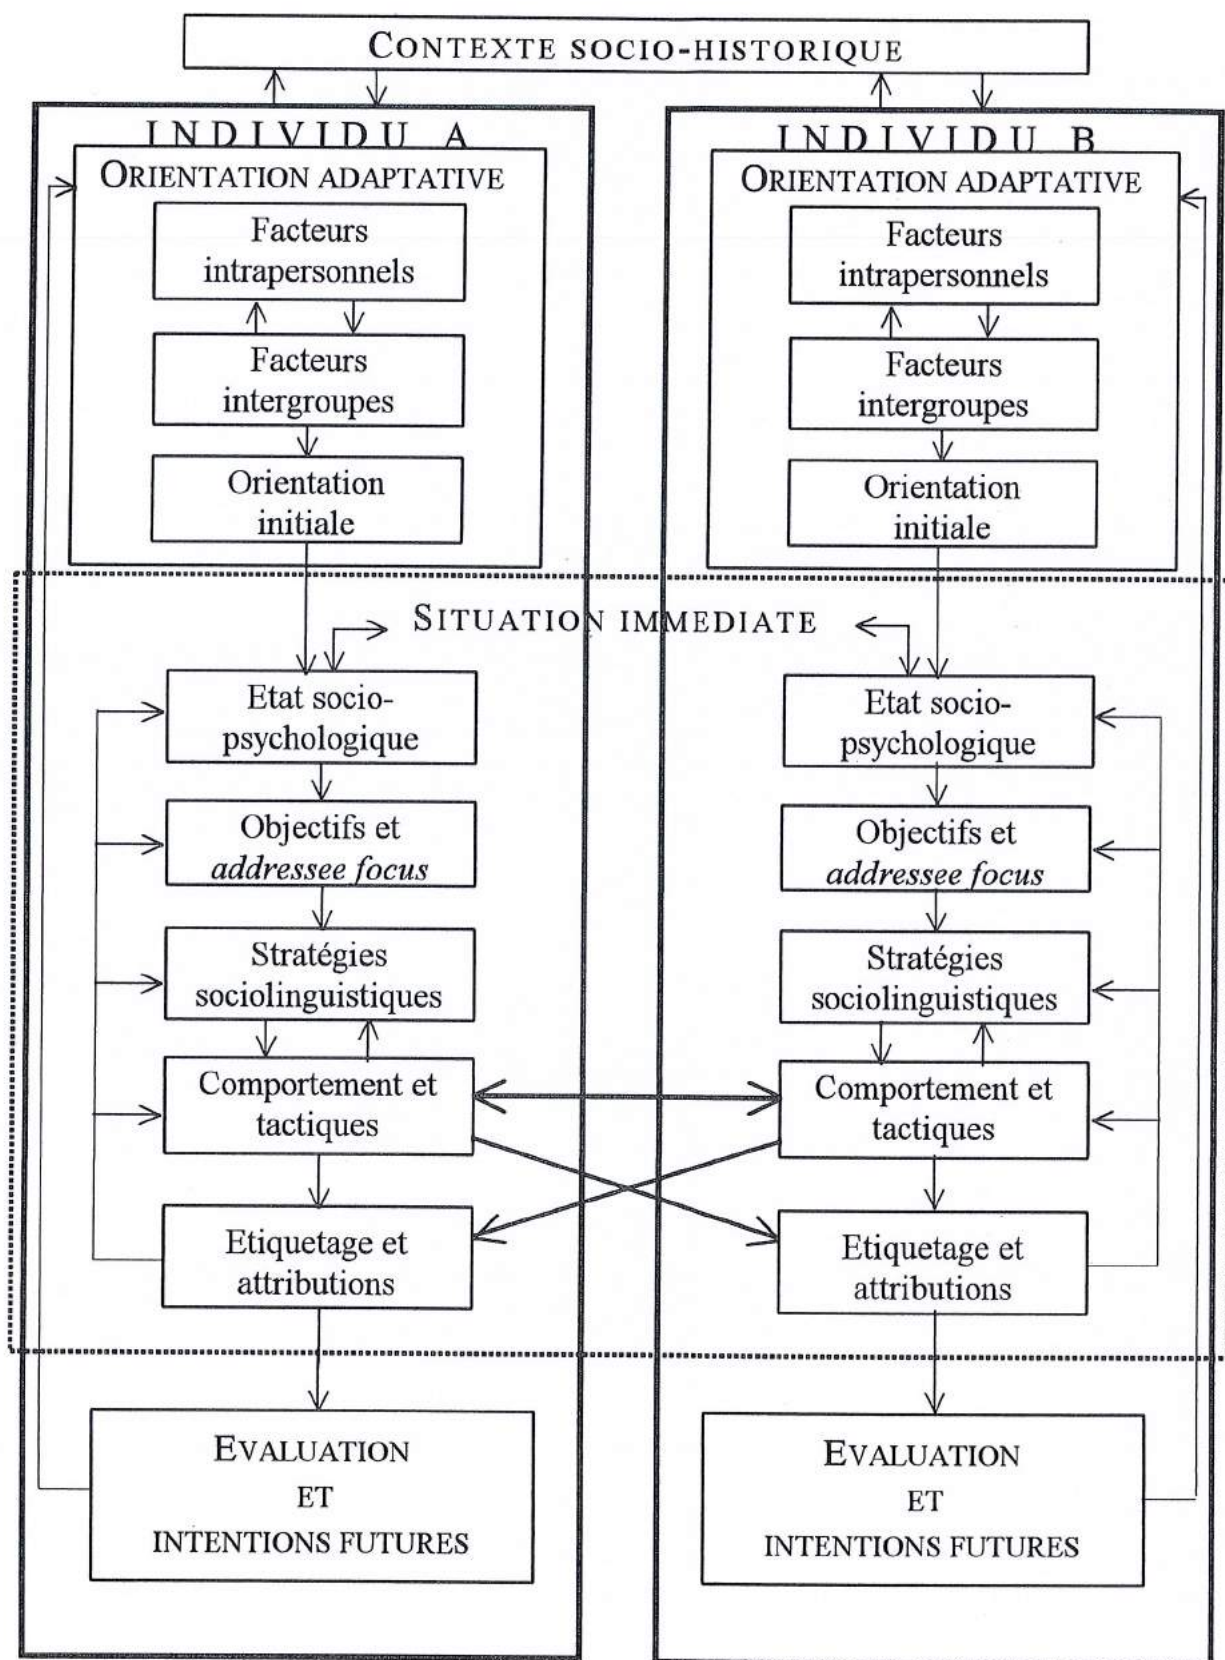 CONTEXTE SOCIO-HISTORIQUE
INDIVIDU A
ORIENTATION ADAPTATIVE
Facteurs
intrapersonnels
Facteurs
intergroupes
Orientation
initiale
INDIVIDU B
ORIENTATION ADAPTATIVE
Facteurs
intrapersonnels
Facteurs
intergroupes
Orientation
initiale
SITUATION IMMEDIATE
Etat socio-
psychologique
Objectifs et
addressee focus
Stratégies
sociolinguistiques
Comportement et
tactiques
Etiquetage et
attributions
Etat socio-
psychologique
Objectifs et
addressee focus
Stratégies
sociolinguistiques
Comportement et
tactiques
Etiquetage et
attributions
EVALUATION
ET
INTENTIONS FUTURES
EVALUATION
ET
INTENTIONS FUTURES